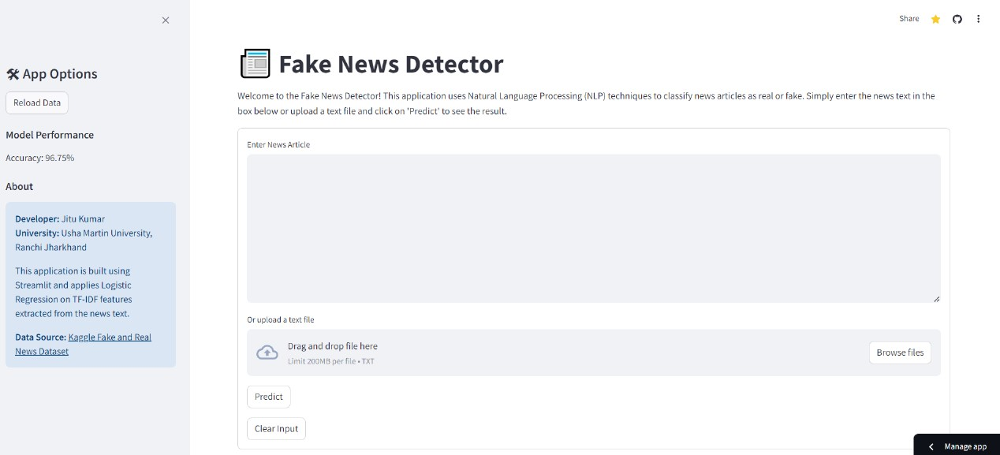 Share
🛠 App Options
Reload Data
Model Performance
Accuracy: 96.75%
About
Developer: Jitu Kumar
University: Usha Martin University,
Ranchi Jharkhand
This application is built using
Streamlit and applies Logistic
Regression on TF-IDF features
extracted from the news text.
Data Source: Kaggle Fake and Real
News Dataset
Fake News Detector
Welcome to the Fake News Detector! This application uses Natural Language Processing (NLP) techniques to classify news articles as real or fake. Simply enter the news text in the
box below or upload a text file and click on 'Predict' to see the result.
Enter News Article
Or upload a text file
Drag and drop file here
Limit 200MB per file • TXT
Browse files
Predict
Clear Input
Manage app